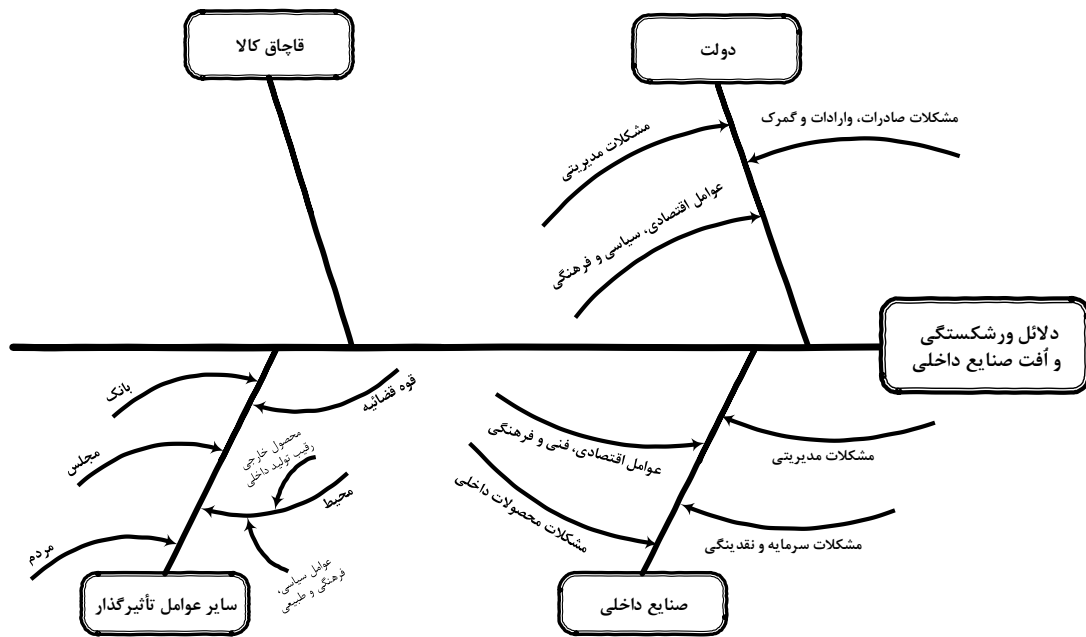 دولت
قاچاق کالا
مشکلات صادرات، وارادات و گمرک
مشکلات مدیریتی
عوامل اقتصادی، سیاسی و فرهنگی
دلائل ورشکستگی
و اُفت صنایع داخلی
مشکلات مدیریتی
عوامل اقتصادی، فنی و فرهنگی
مشکلات سرمایه و نقدینگی
مشکلات محصولات داخلی
صنایع داخلی
قوه قضائیه
بانک
محصول خارجی
رقیب تولید داخلی
محیط
مجلس
عوامل سیاسی،
فرهنگی و طبیعی
مردم
سایر عوامل تأثیرگذار